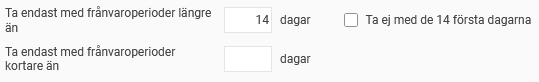 Ta endast med frånvaroperioder längre än 14 dagar Ta ej med de 14 första dagarna
Ta endast med frånvaroperioder kortare än dagar